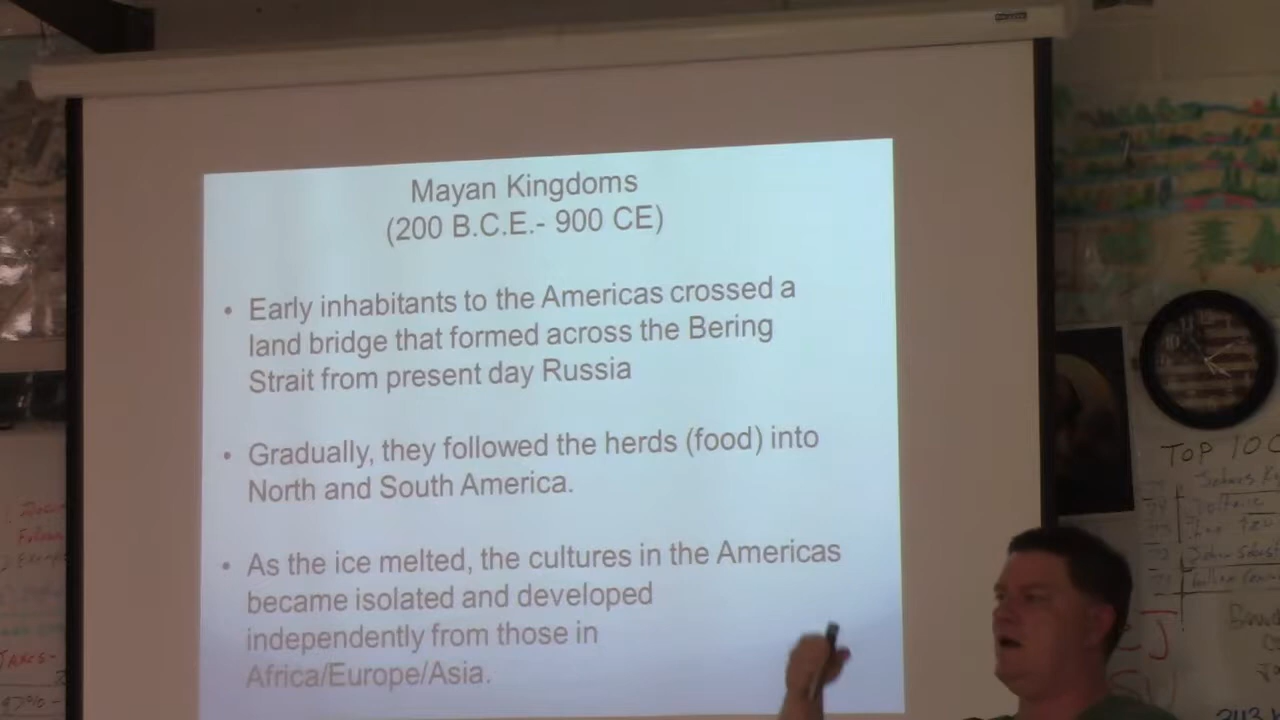 Mayan Kingdoms
(200 B.C.E.- 900 CE)
• Early inhabitants to the Americas crossed a
land bridge that formed across the Bering
Strait from present day Russia
• Gradually, they followed the herds (food) into
North and South America.
• As the ice melted, the cultures in the Americas
became isolated and developed
independently from those in
Africa/Europe/Asia.
TOP 100
TAXES-